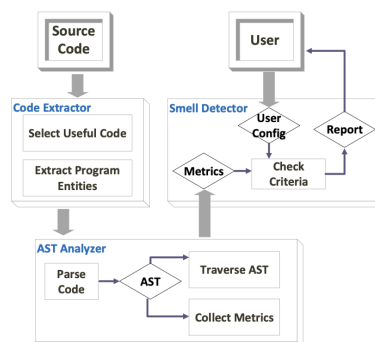 Source
Code
User
Code Extractor
Select Useful Code
Extract Program
Entities
Smell Detector
User
Config
Report
Metrics
Check
Criteria
AST Analyzer
Parse
Code
AST
Traverse AST
Collect Metrics